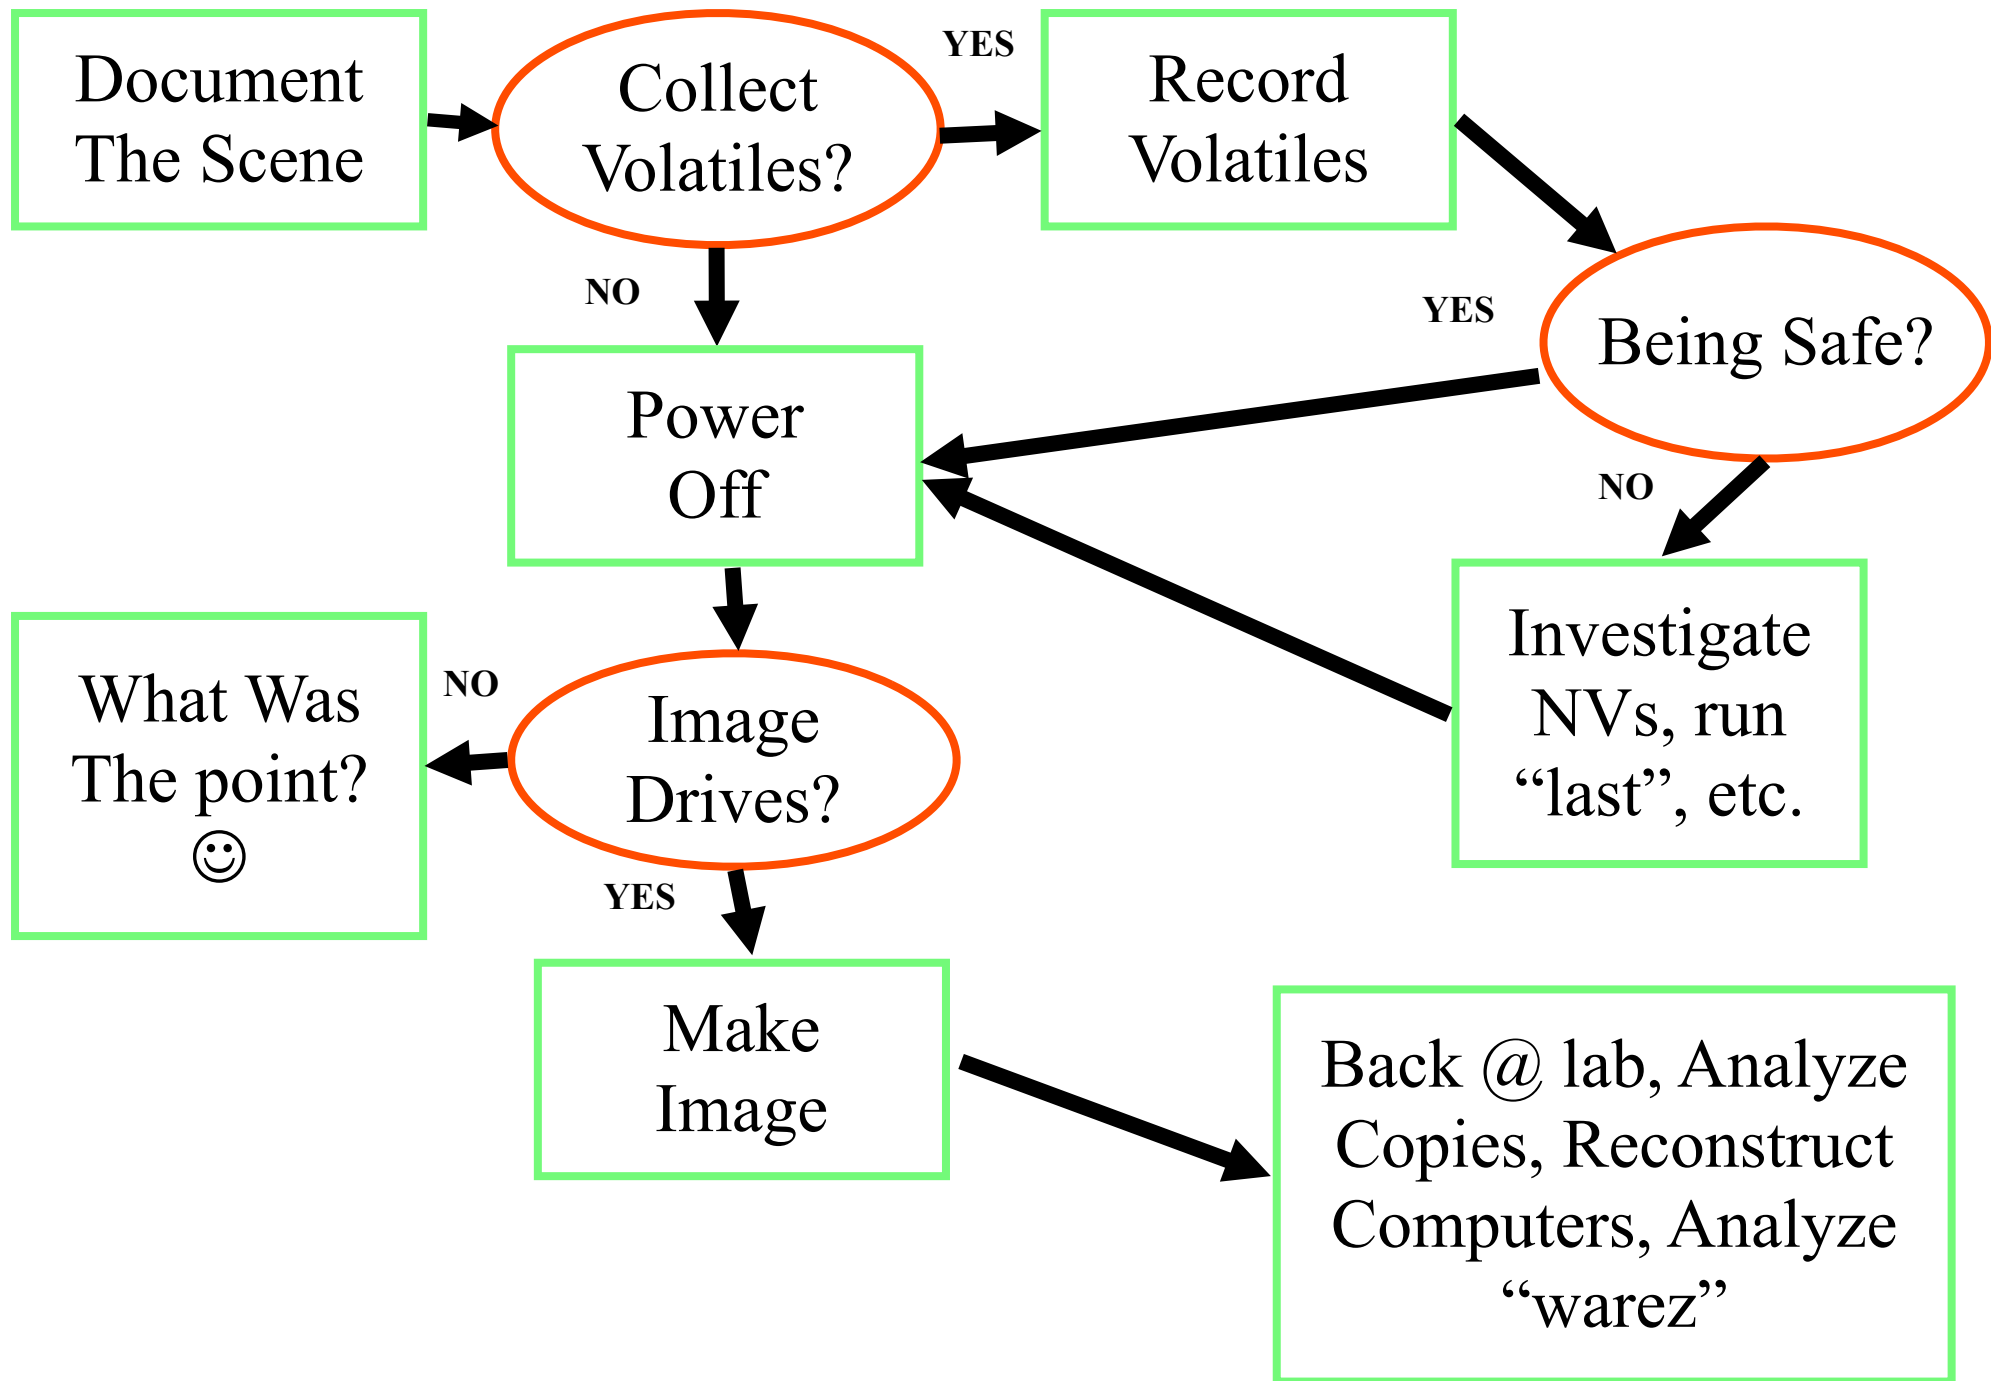 Document
The Scene
Collect
Volatiles?
YES
Record
Volatiles
NO
YES
Being Safe?
Power
Off
NO
Investigate
NVs, run
“last”, etc.
What Was
The point?
☺
NO
Image
Drives?
YES
Make
Image
Back @ lab, Analyze
Copies, Reconstruct
Computers, Analyze
“warez”